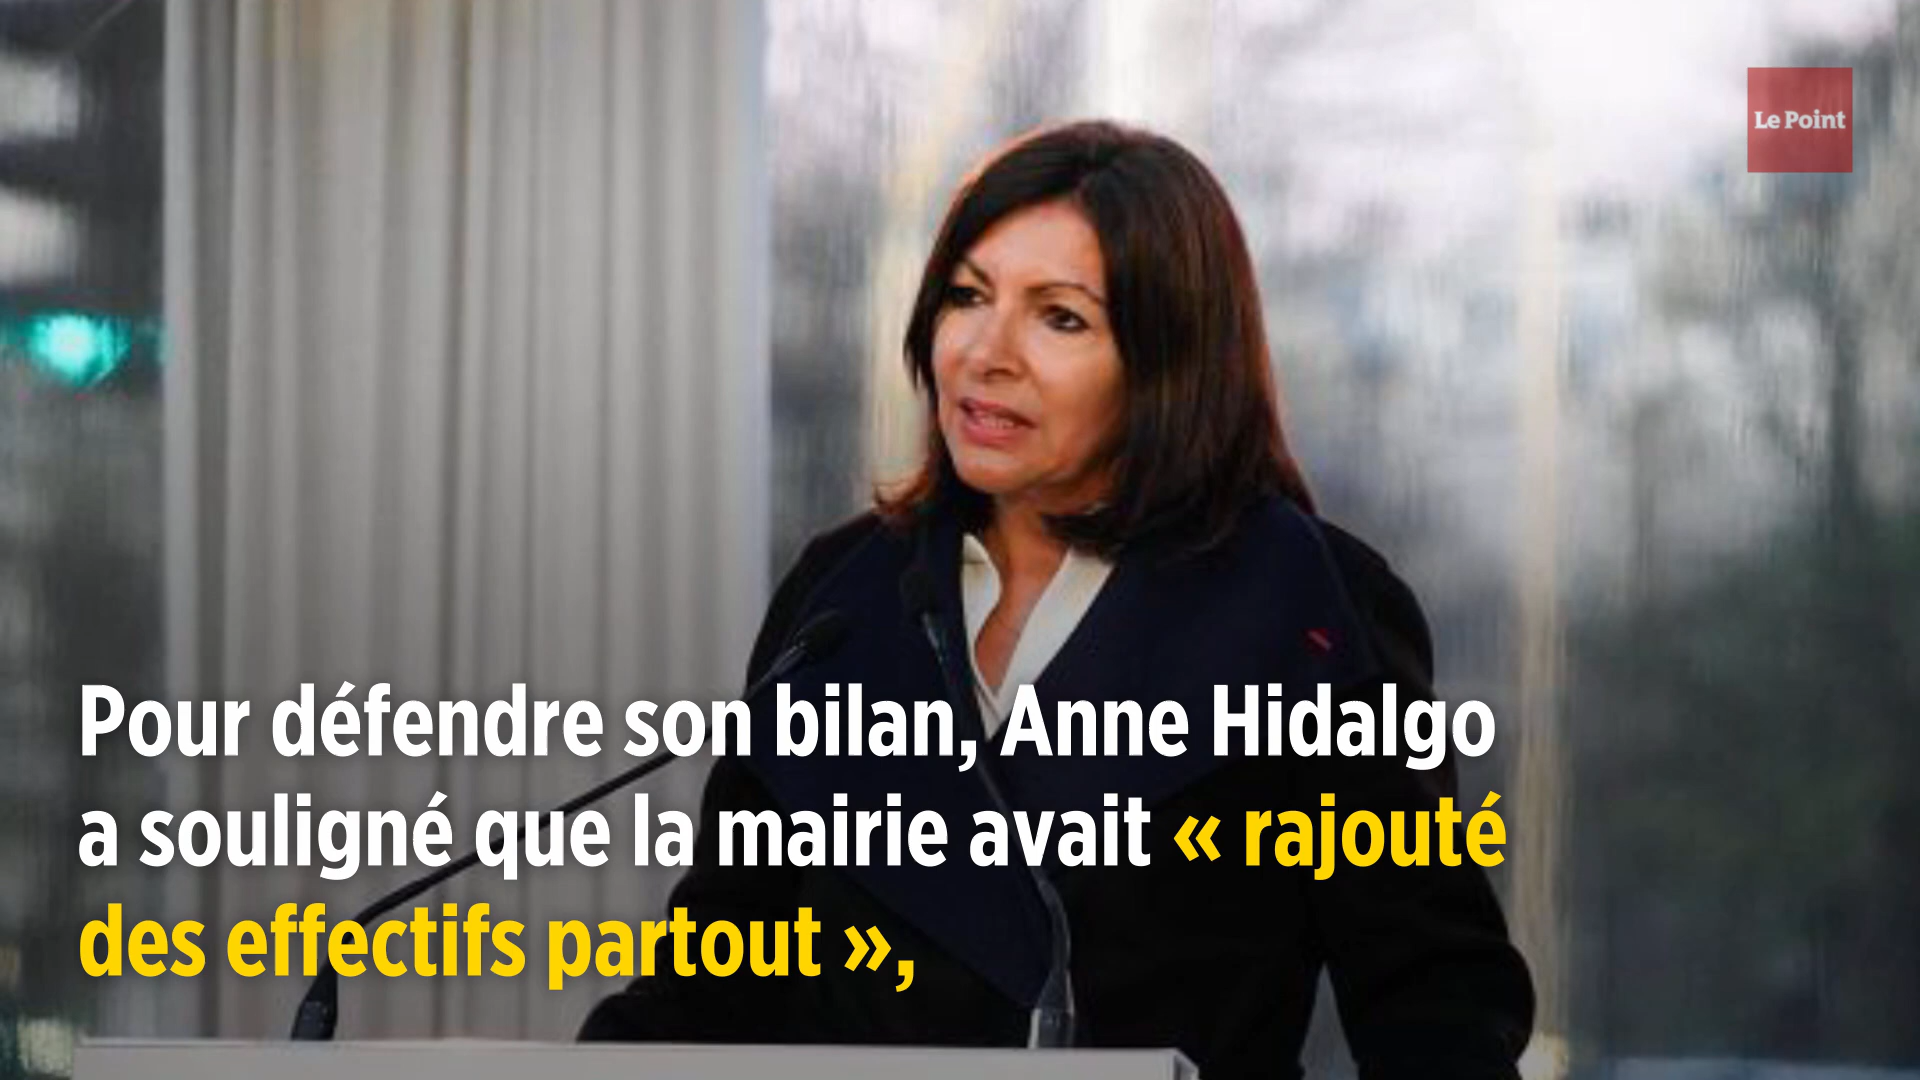 Le Point
Pour défendre son bilan, Anne Hidalgo
a souligné que la mairie avait « rajouté
des effectifs partout »,